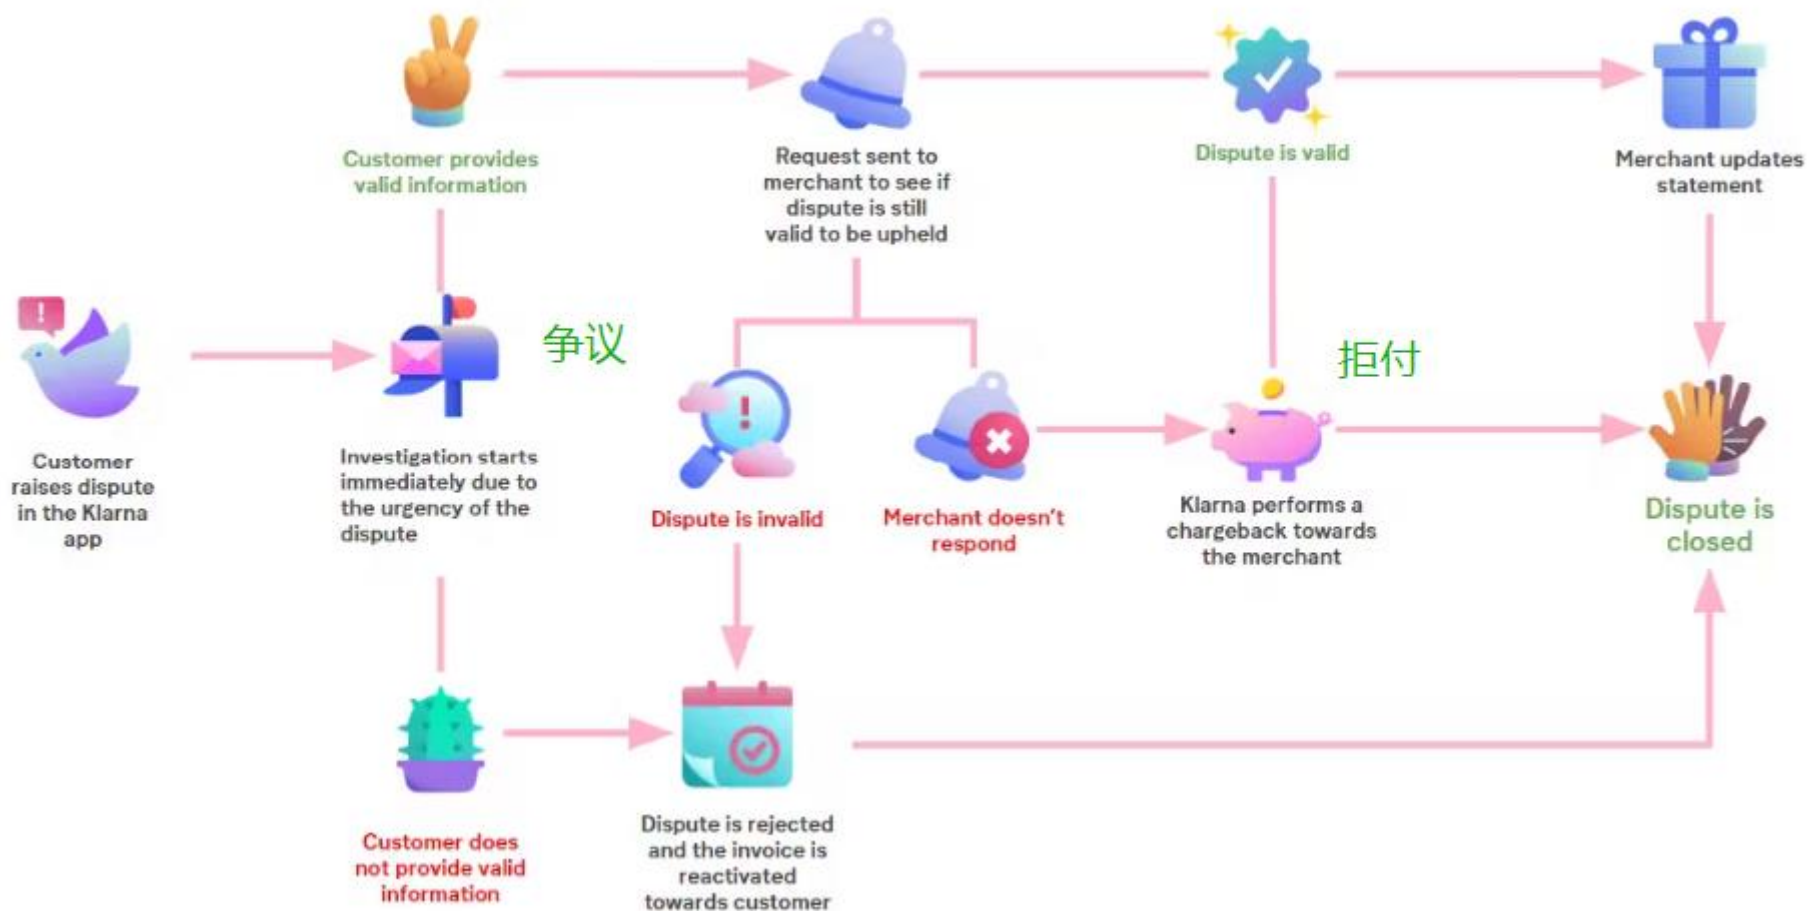 Customer provides
valid information
Request sent to
merchant to see if
dispute is still
valid to be upheld
Dispute is valid
Merchant updates
statement
!
Customer
raises dispute
in the Klarna
app
争议
Investigation starts
immediately due to
the urgency of the
dispute
!
Dispute is invalid
Merchant doesn't
respond
拒付
Klarna performs a
chargeback towards
the merchant
Dispute is
closed
Customer does
not provide valid
information
Dispute is rejected
and the invoice is
reactivated
towards customer